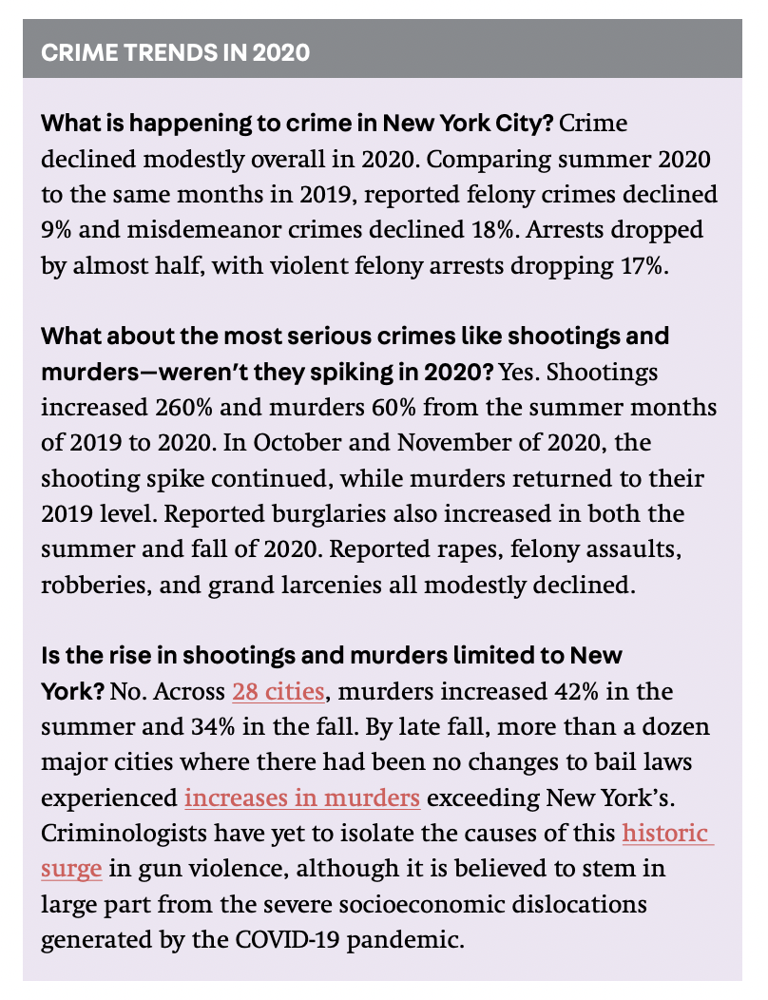 CRIME TRENDS IN 2020
What is happening to crime in New York City? Crime
declined modestly overall in 2020. Comparing summer 2020
to the same months in 2019, reported felony crimes declined
9% and misdemeanor crimes declined 18%. Arrests dropped
by almost half, with violent felony arrests dropping 17%.
What about the most serious crimes like shootings and
murders—weren’t they spiking in 2020? Yes. Shootings
increased 260% and murders 60% from the summer months
of 2019 to 2020. In October and November of 2020, the
shooting spike continued, while murders returned to their
2019 level. Reported burglaries also increased in both the
summer and fall of 2020. Reported rapes, felony assaults,
robberies, and grand larcenies all modestly declined.
Is the rise in shootings and murders limited to New
York? No. Across 28 cities, murders increased 42% in the
summer and 34% in the fall. By late fall, more than a dozen
major cities where there had been no changes to bail laws
experienced increases in murders exceeding New York’s.
Criminologists have yet to isolate the causes of this historic
surge in gun violence, although it is believed to stem in
large part from the severe socioeconomic dislocations
generated by the COVID-19 pandemic.